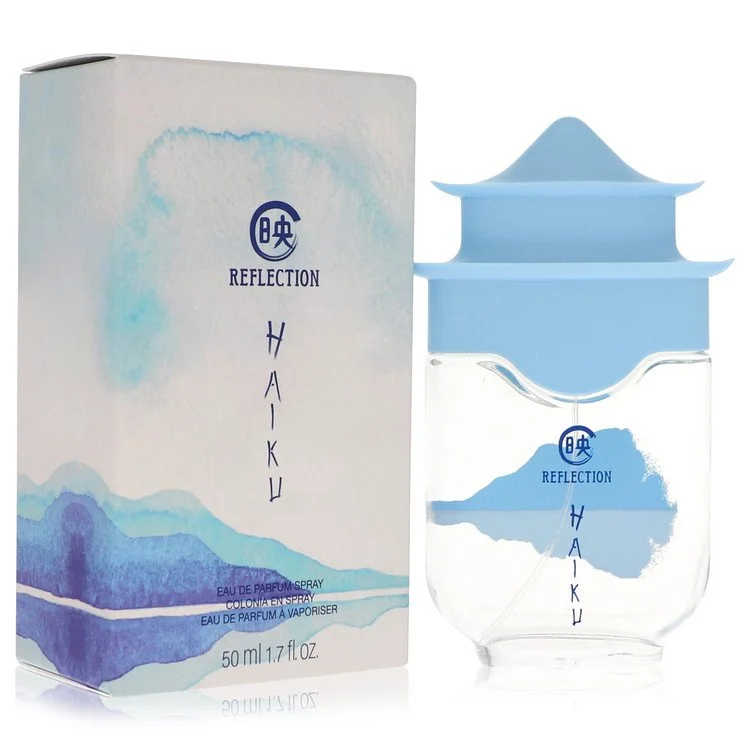 映
REFLECTION
HAIKU
EAU DE PARFUM SPRAY
COLONIA EN SPRAY
EAU DE PARFUM À VAPORISER
50 ml 1.7 fl. oz.
映
REFLECTION
HAIKU